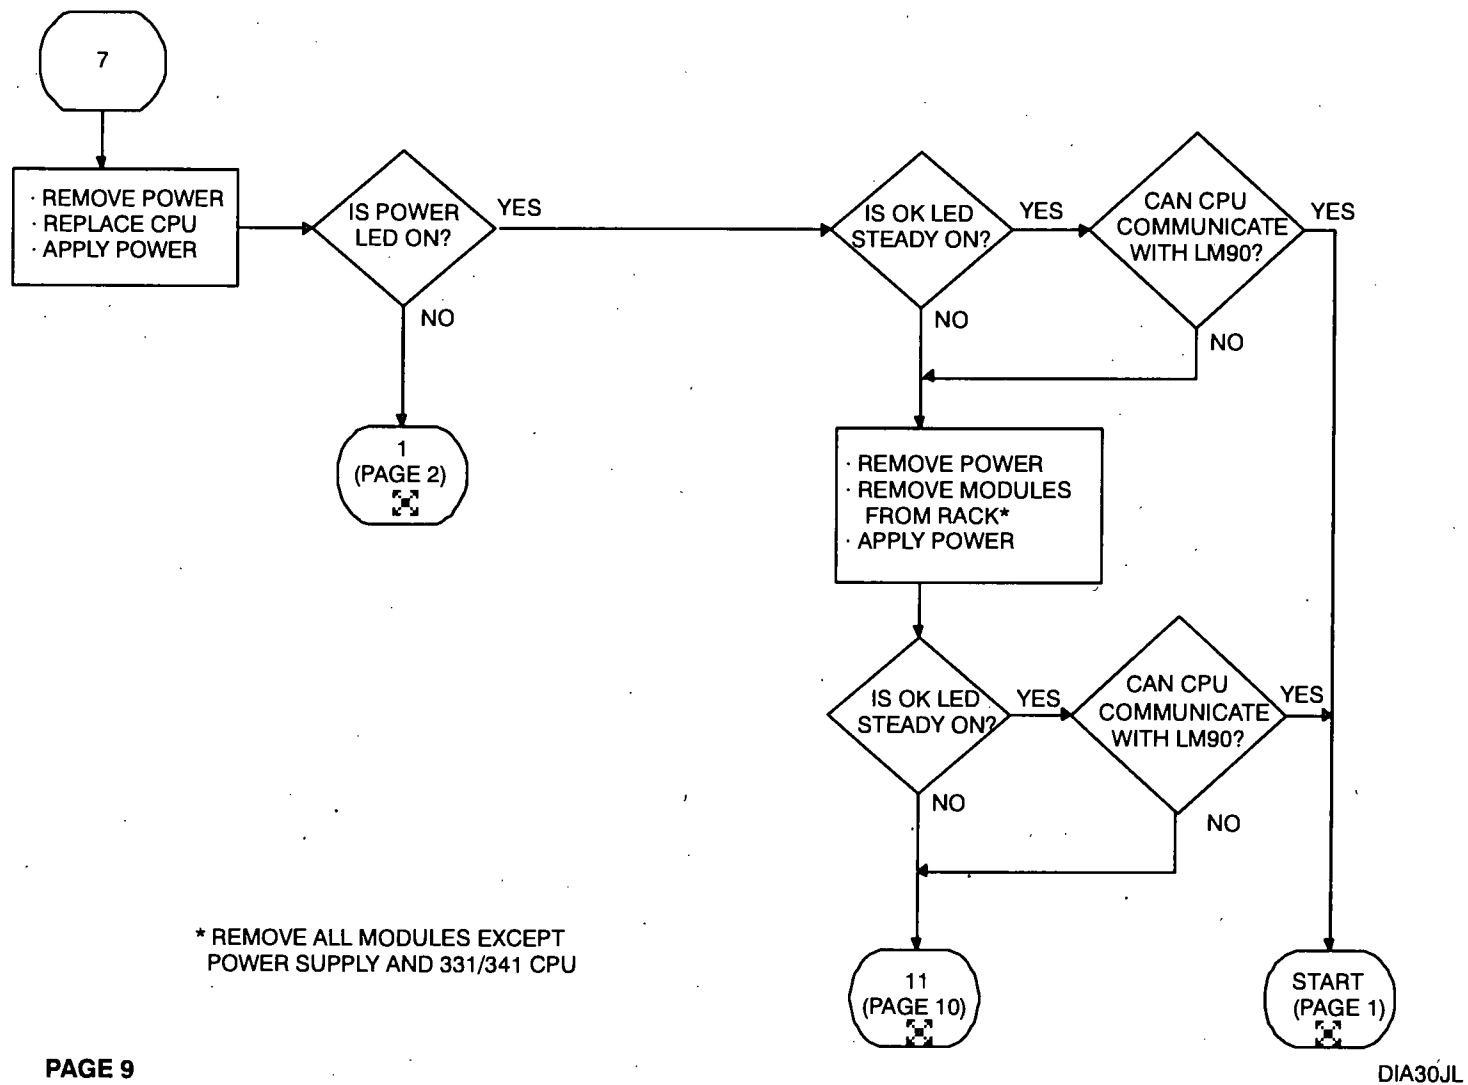 7
· REMOVE POWER
· REPLACE CPU
· APPLY POWER
IS POWER
LED ON?
YES
NO
1
(PAGE 2)
IS OK LED
STEADY ON?
YES
NO
CAN CPU
COMMUNICATE
WITH LM90?
YES
NO
· REMOVE POWER
· REMOVE MODULES
FROM RACK*
· APPLY POWER
IS OK LED
STEADY ON?
YES
NO
CAN CPU
COMMUNICATE
WITH LM90?
YES
NO
11
(PAGE 10)
START
(PAGE 1)
* REMOVE ALL MODULES EXCEPT
POWER SUPPLY AND 331/341 CPU
PAGE 9
DIA30JL